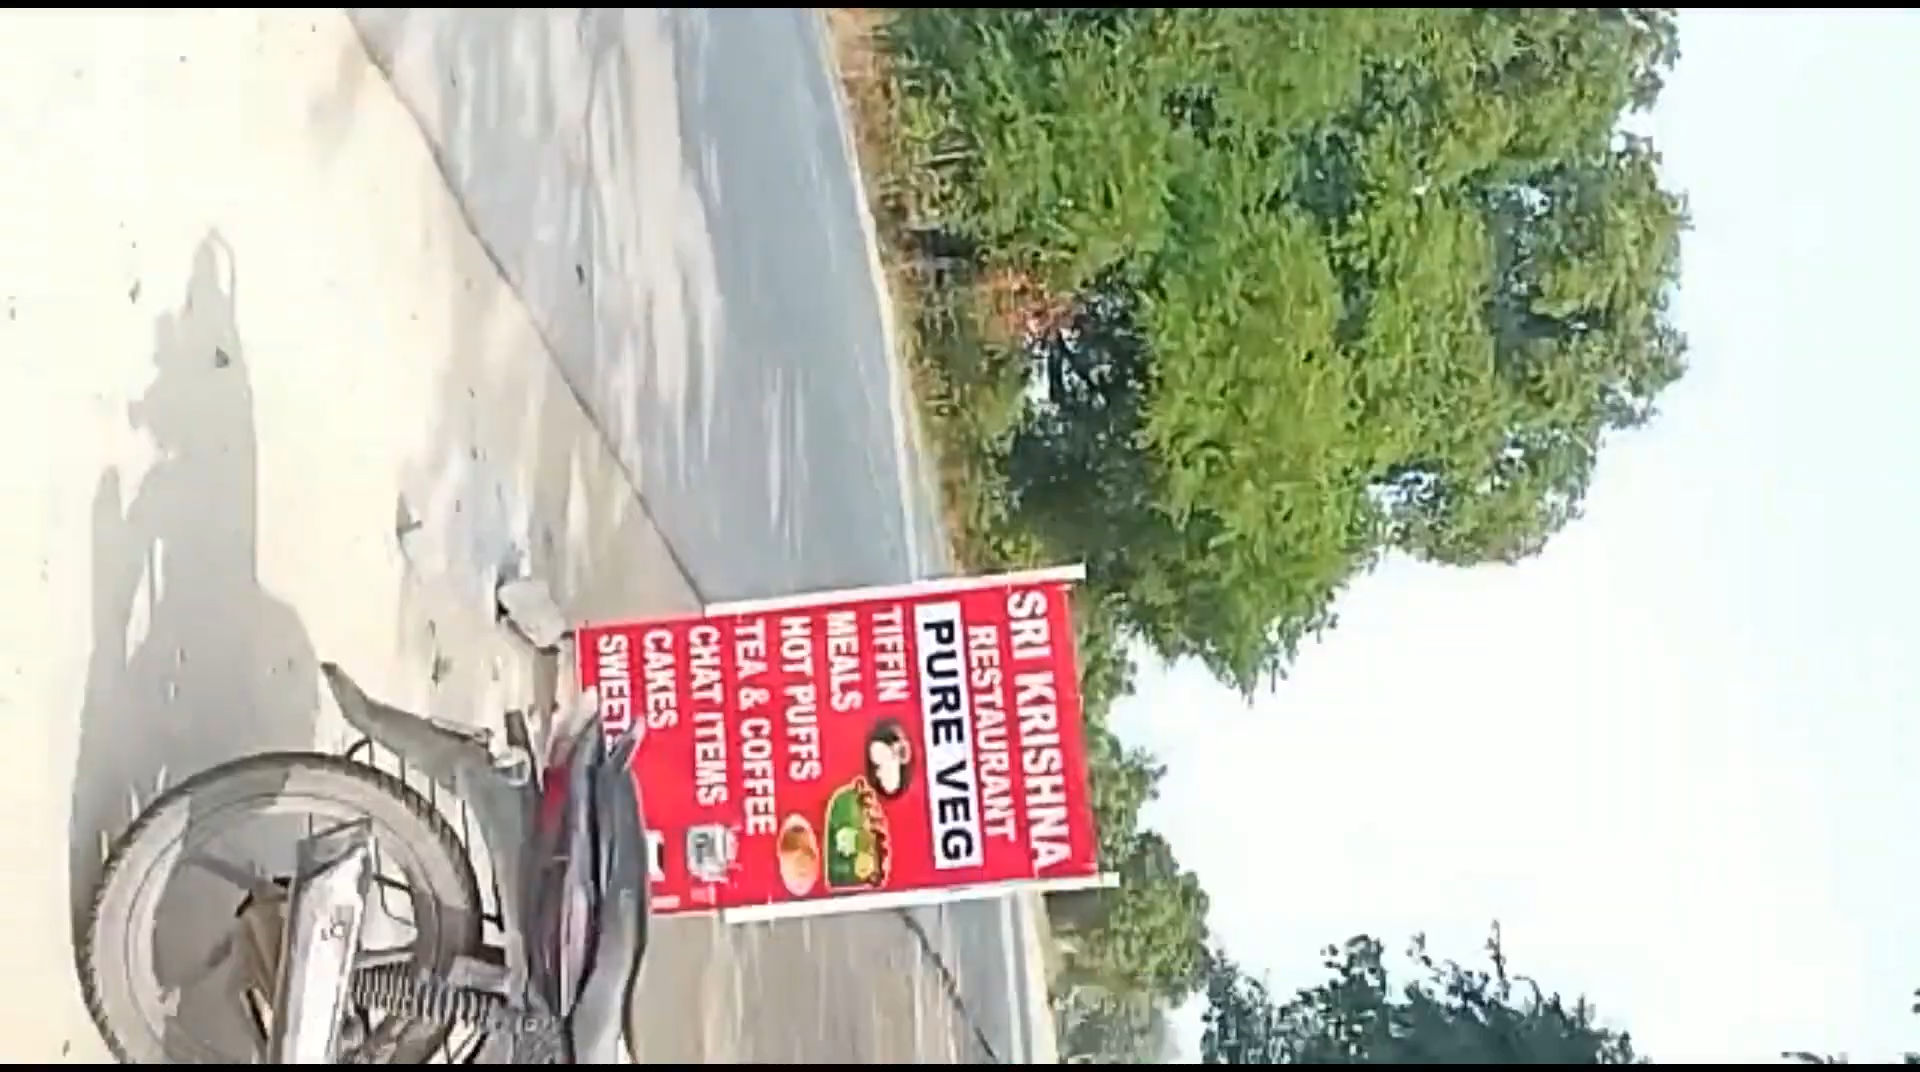 SRI KRISHNA
RESTAURANT
PURE VEG
TIFFIN
MEALS
HOT PUFFS
TEA & COFFEE
CHAT ITEMS
CAKES